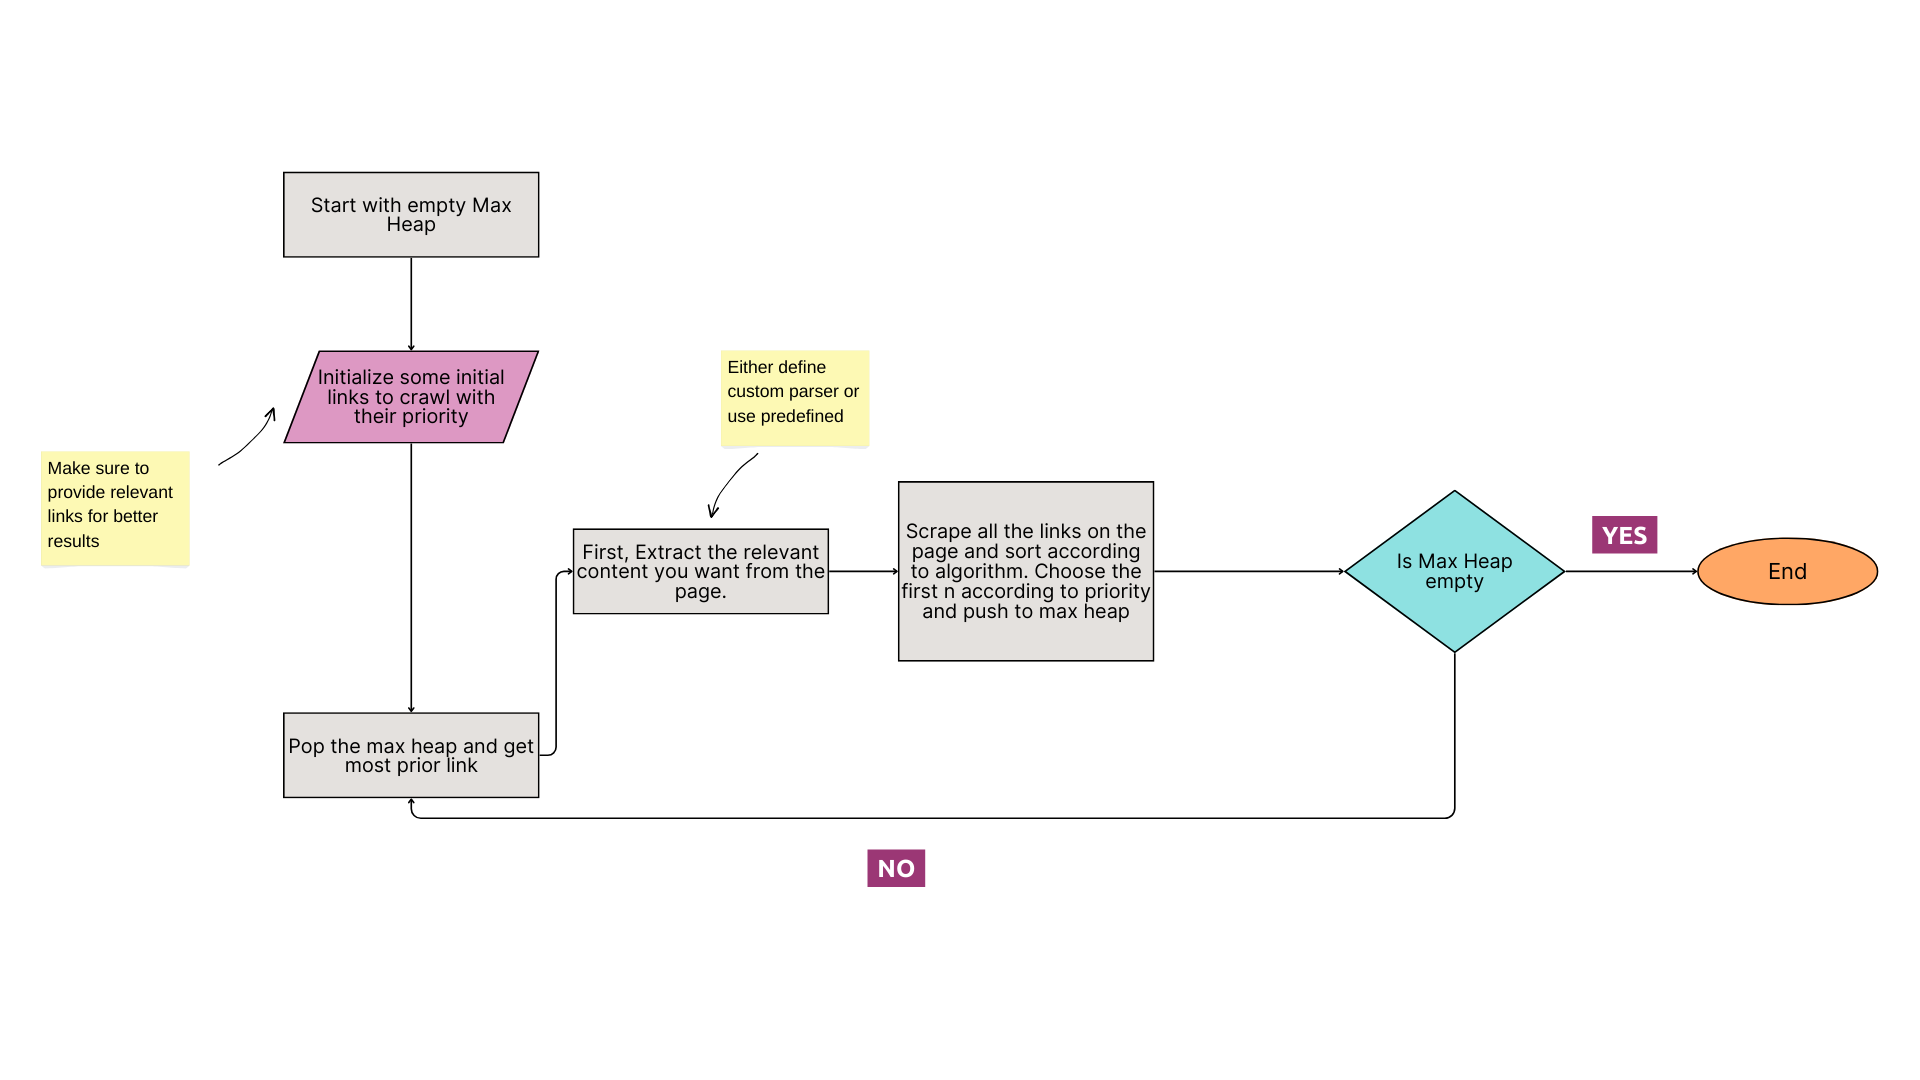 Start with empty Max
Heap
Initialize some initial
links to crawl with
their priority
Make sure to
provide relevant
links for better
results
Pop the max heap and get
most prior link
Either define
custom parser or
use predefined
First, Extract the relevant
content you want from the
page.
Scrape all the links on the
page and sort according
to algorithm. Choose the
first n according to priority
and push to max heap
Is Max Heap
empty
YES
End
NO